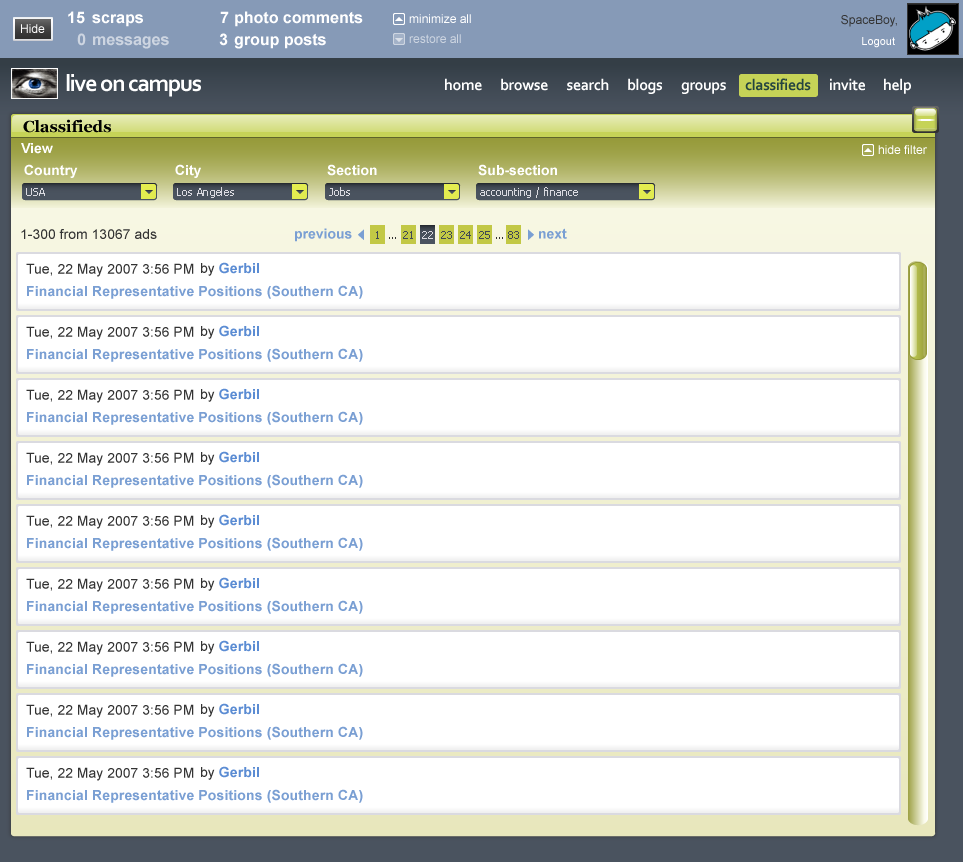 Hide
15 scraps
0 messages
7 photo comments
3 group posts
minimize all
restore all
SpaceBoy,
Logout
live on campus
home browse search blogs groups classifieds invite help
Classifieds
View
hide filter
Country City Section Sub-section
USA Los Angeles Jobs accounting / finance
1-300 from 13067 ads
previous 1 ... 21 22 23 24 25 ... 83 next
Tue, 22 May 2007 3:56 PM by Gerbil
Financial Representative Positions (Southern CA)
Tue, 22 May 2007 3:56 PM by Gerbil
Financial Representative Positions (Southern CA)
Tue, 22 May 2007 3:56 PM by Gerbil
Financial Representative Positions (Southern CA)
Tue, 22 May 2007 3:56 PM by Gerbil
Financial Representative Positions (Southern CA)
Tue, 22 May 2007 3:56 PM by Gerbil
Financial Representative Positions (Southern CA)
Tue, 22 May 2007 3:56 PM by Gerbil
Financial Representative Positions (Southern CA)
Tue, 22 May 2007 3:56 PM by Gerbil
Financial Representative Positions (Southern CA)
Tue, 22 May 2007 3:56 PM by Gerbil
Financial Representative Positions (Southern CA)
Tue, 22 May 2007 3:56 PM by Gerbil
Financial Representative Positions (Southern CA)